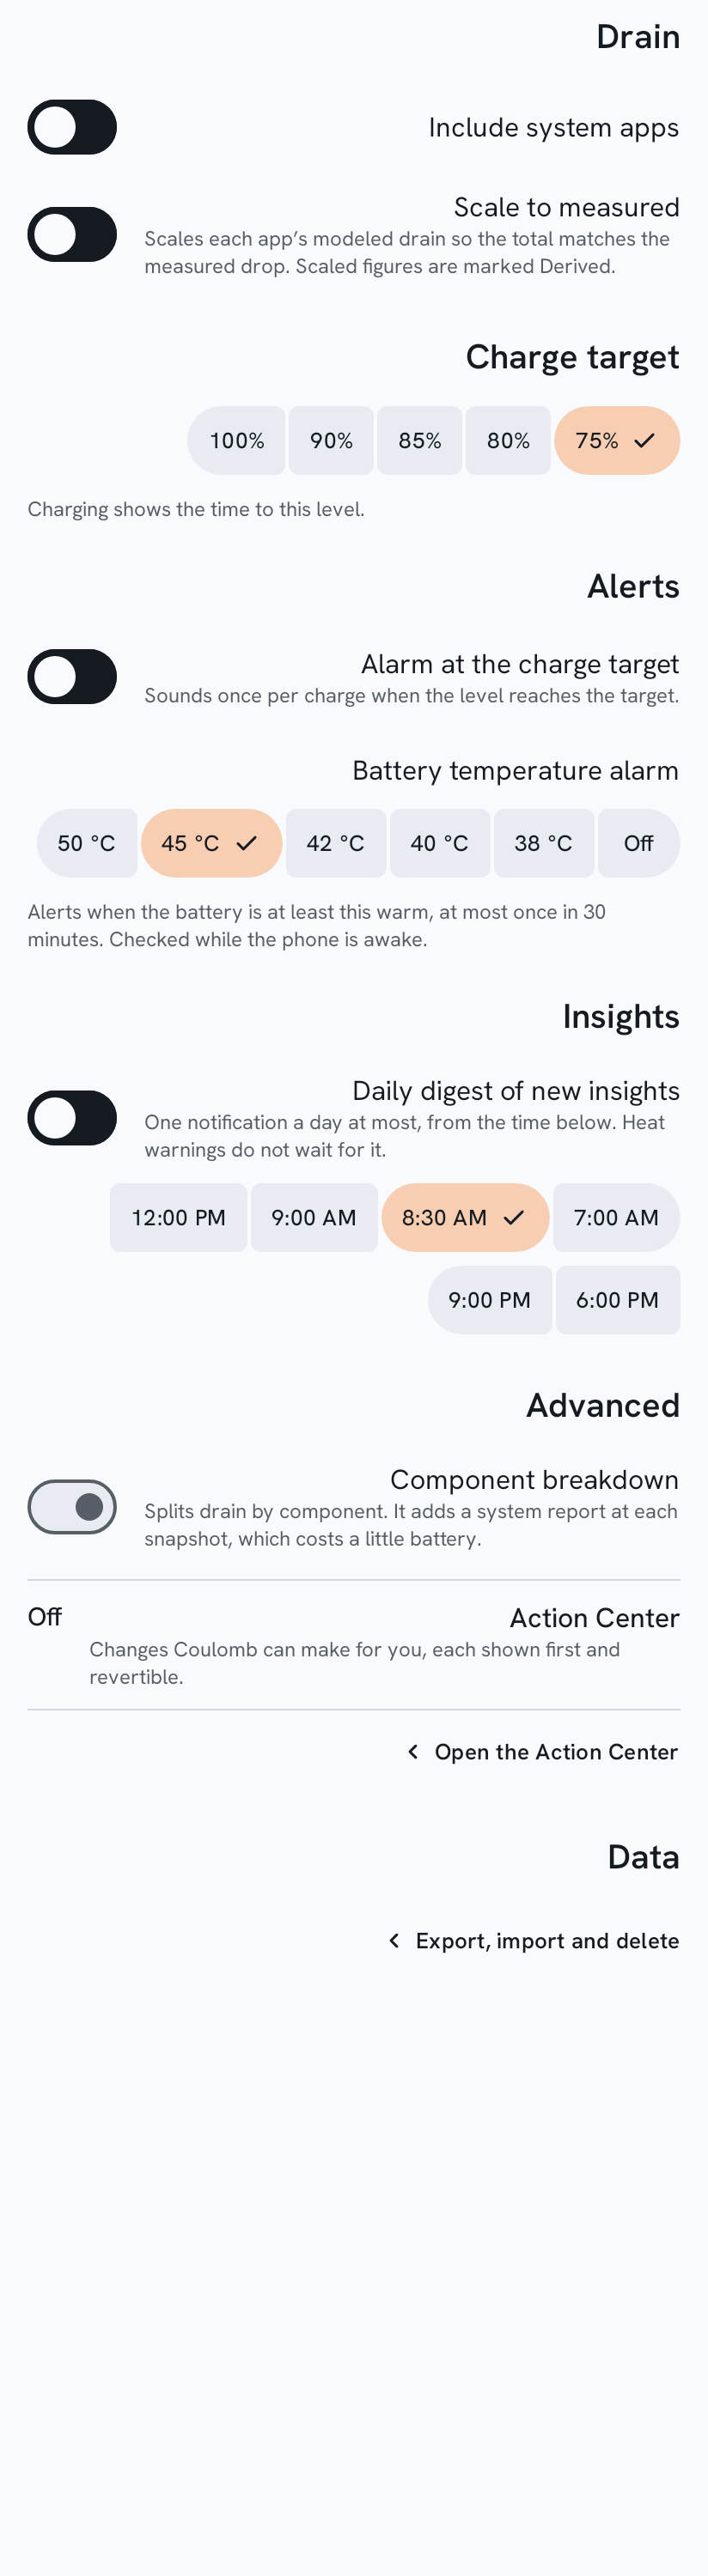 Drain
Include system apps
Scale to measured
Scales each app’s modeled drain so the total matches the
measured drop. Scaled figures are marked Derived.
Charge target
100% 90% 85% 80% 75%
Charging shows the time to this level.
Alerts
Alarm at the charge target
Sounds once per charge when the level reaches the target.
Battery temperature alarm
50 °C 45 °C 42 °C 40 °C 38 °C Off
Alerts when the battery is at least this warm, at most once in 30
minutes. Checked while the phone is awake.
Insights
Daily digest of new insights
One notification a day at most, from the time below. Heat
warnings do not wait for it.
12:00 PM 9:00 AM 8:30 AM 7:00 AM
9:00 PM 6:00 PM
Advanced
Component breakdown
Splits drain by component. It adds a system report at each
snapshot, which costs a little battery.
Off Action Center
Changes Coulomb can make for you, each shown first and
revertible.
Open the Action Center
Data
Export, import and delete